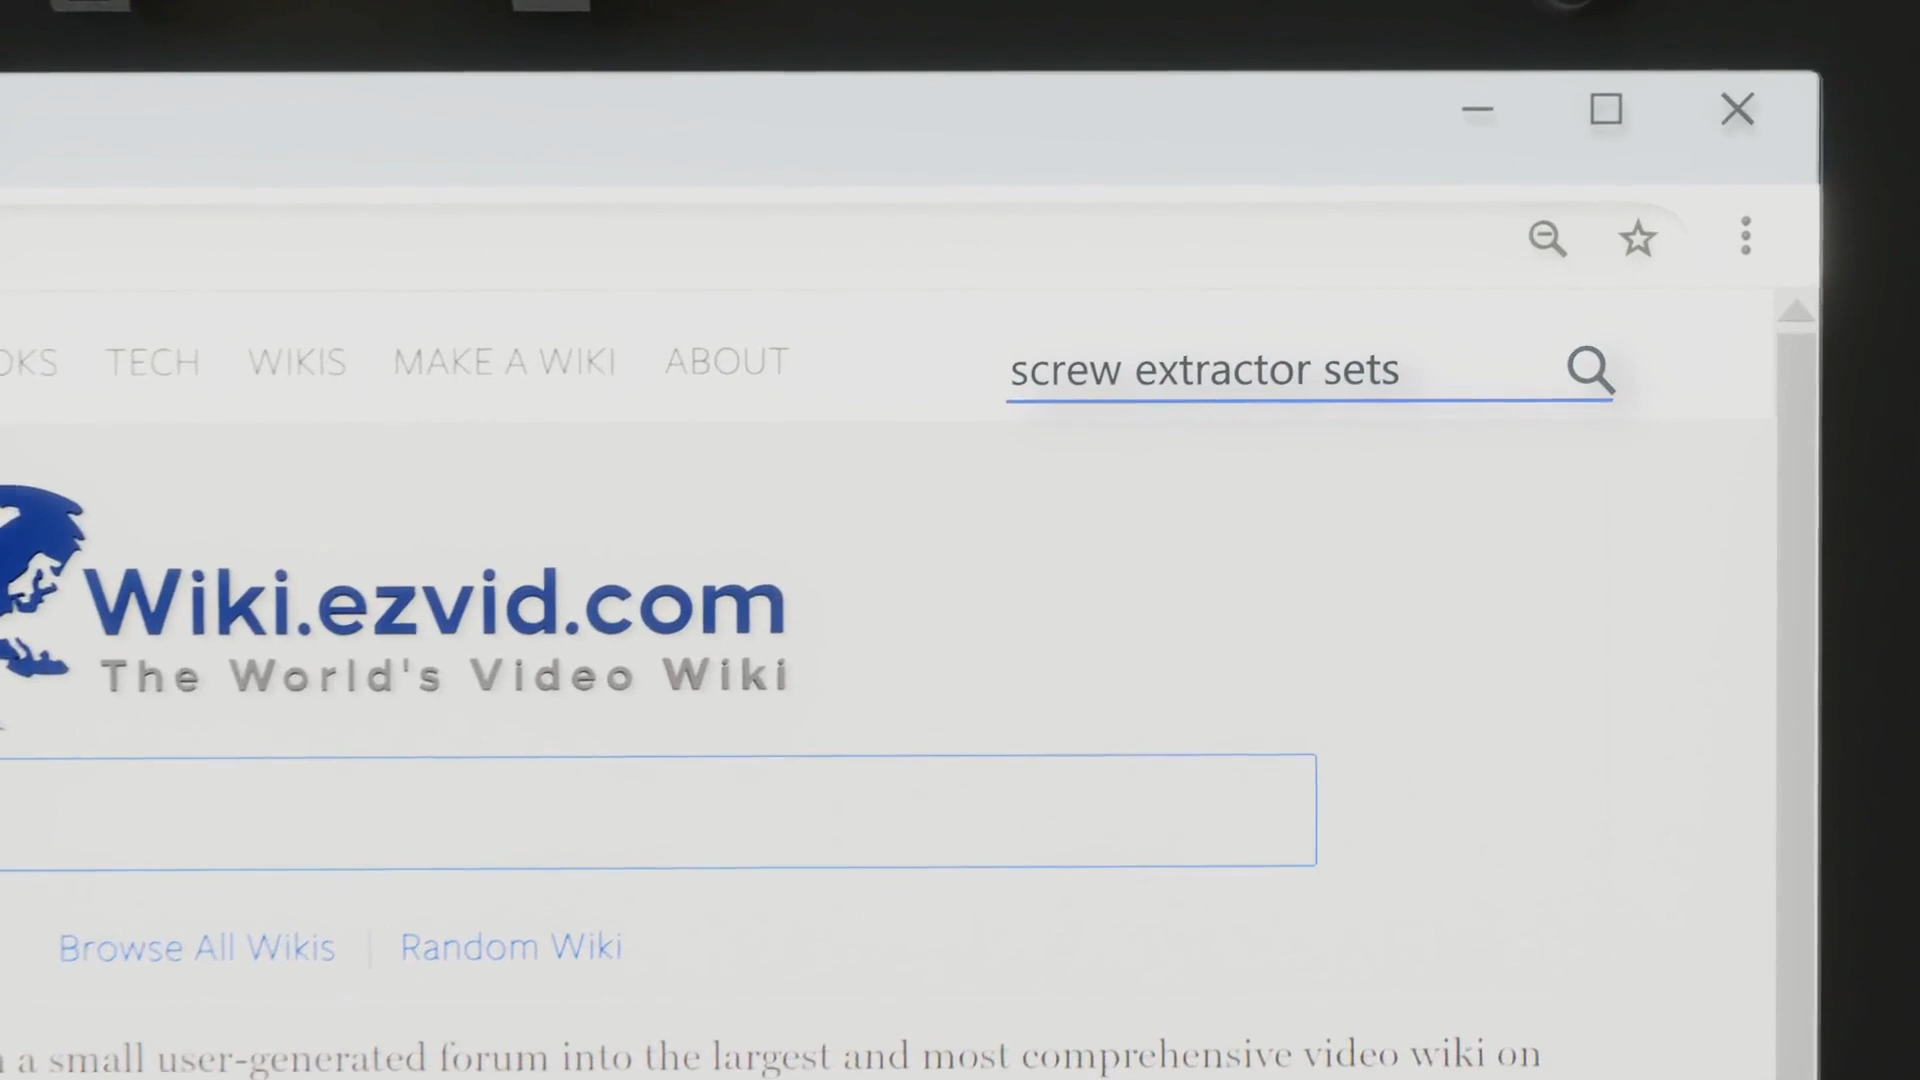 TECH WIKIS MAKE A WIKI ABOUT
screw extractor sets
Wiki.ezvid.com
The World's Video Wiki
Browse All Wikis | Random Wiki
a small user-generated forum into the largest and most comprehensive video wiki on